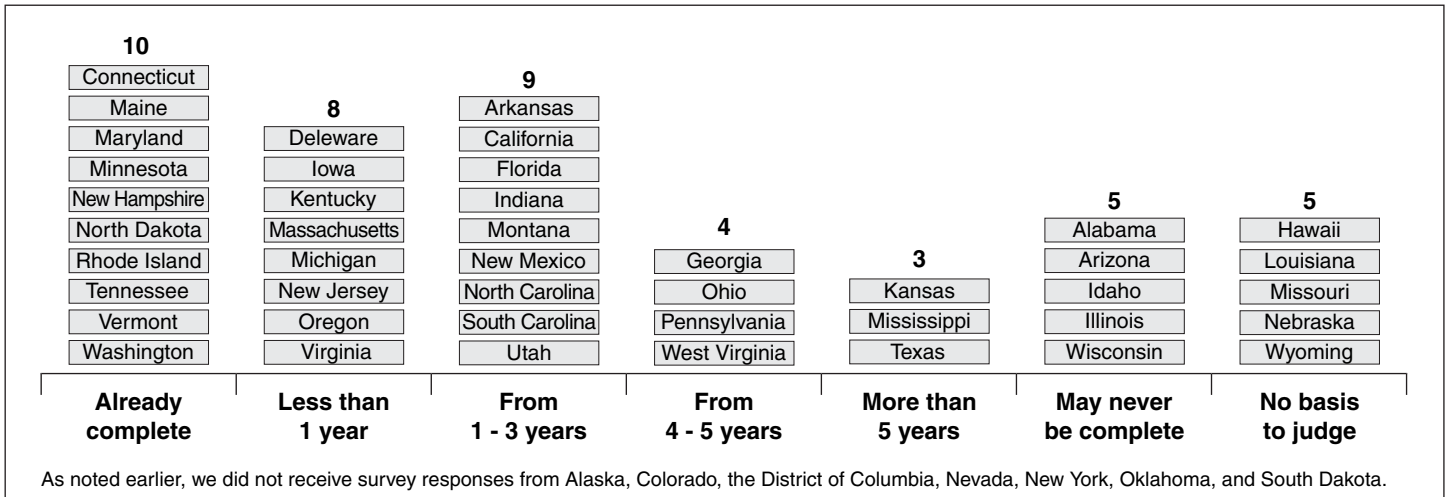 10
Connecticut
Maine
Maryland
Minnesota
New Hampshire
North Dakota
Rhode Island
Tennessee
Vermont
Washington
Already
complete
8
Deleware
Iowa
Kentucky
Massachusetts
Michigan
New Jersey
Oregon
Virginia
Less than
1 year
9
Arkansas
California
Florida
Indiana
Montana
New Mexico
North Carolina
South Carolina
Utah
From
1 - 3 years
4
Georgia
Ohio
Pennsylvania
West Virginia
From
4 - 5 years
3
Kansas
Mississippi
Texas
More than
5 years
5
Alabama
Arizona
Idaho
Illinois
Wisconsin
May never
be complete
5
Hawaii
Louisiana
Missouri
Nebraska
Wyoming
No basis
to judge
As noted earlier, we did not receive survey responses from Alaska, Colorado, the District of Columbia, Nevada, New York, Oklahoma, and South Dakota.